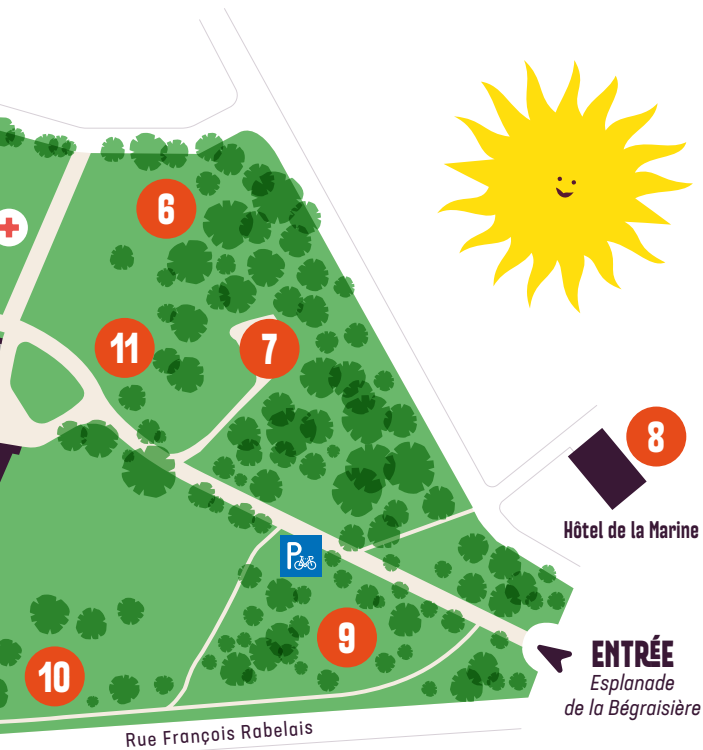 6
11
7
8
Hôtel de la Marine
P
9
10
ENTRÉE
Esplanade
de la Bégraisière
Rue François Rabelais